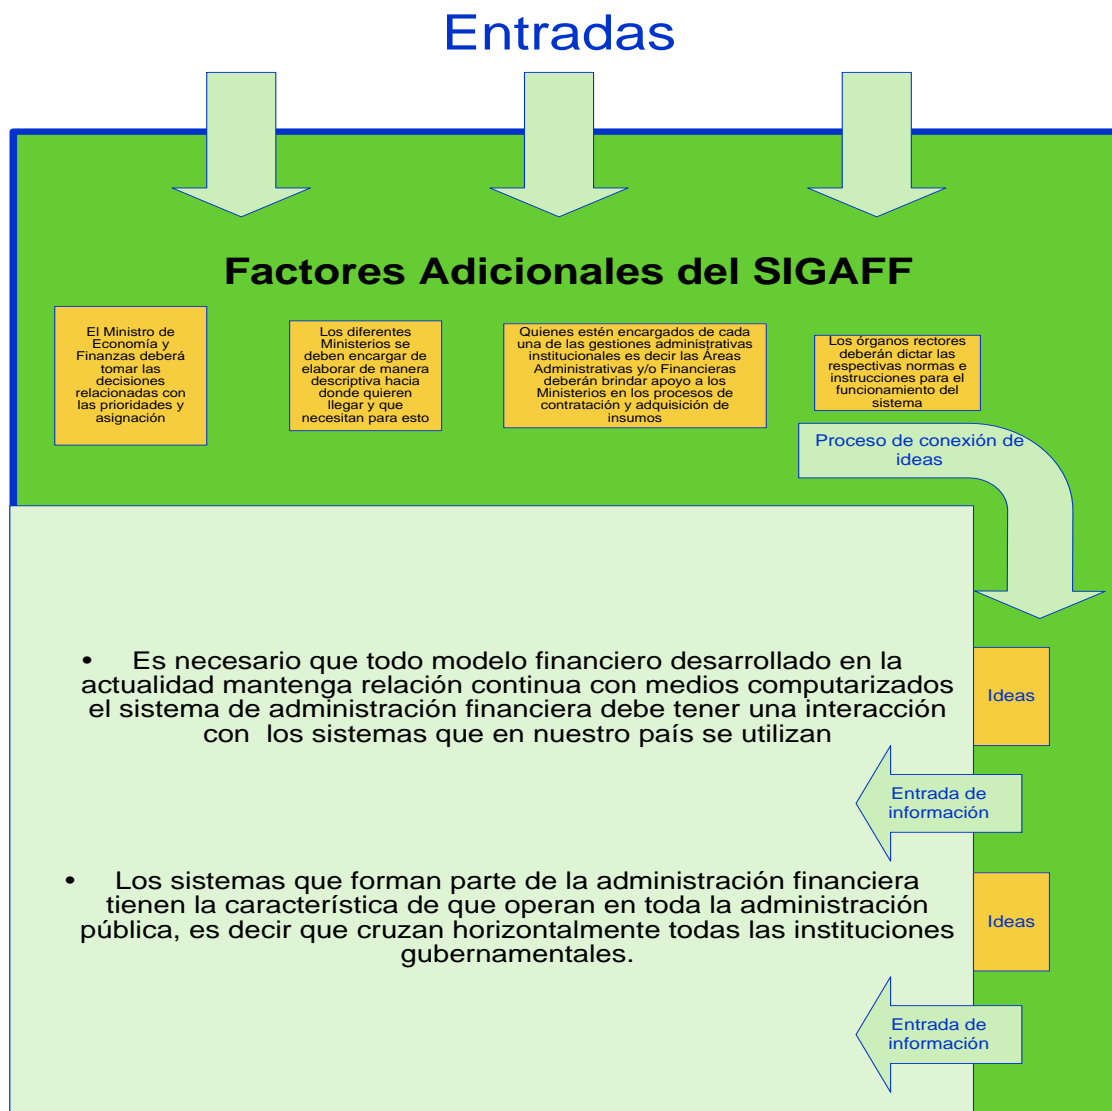 Entradas
Factores Adicionales del SIGAFF
El Ministro de
Economía y
Finanzas deberá
tomar las
decisiones
relacionadas con
las prioridades y
asignación
Los diferentes
Ministerios se
deben encargar de
elaborar de manera
descriptiva hacia
donde quieren
llegar y que
necesitan para esto
Quienes estén encargados de cada
una de las gestiones administrativas
institucionales es decir las Áreas
Administrativas y/o Financieras
deberán brindar apoyo a los
Ministerios en los procesos de
contratación y adquisición de
insumos
Los órganos rectores
deberán dictar las
respectivas normas e
instrucciones para el
funcionamiento del
sistema
Proceso de conexión de
ideas
• Es necesario que todo modelo financiero desarrollado en la
actualidad mantenga relación continua con medios computarizados
el sistema de administración financiera debe tener una interacción
con los sistemas que en nuestro país se utilizan
Ideas
Entrada de
información
• Los sistemas que forman parte de la administración financiera
tienen la característica de que operan en toda la administración
pública, es decir que cruzan horizontalmente todas las instituciones
gubernamentales.
Ideas
Entrada de
información